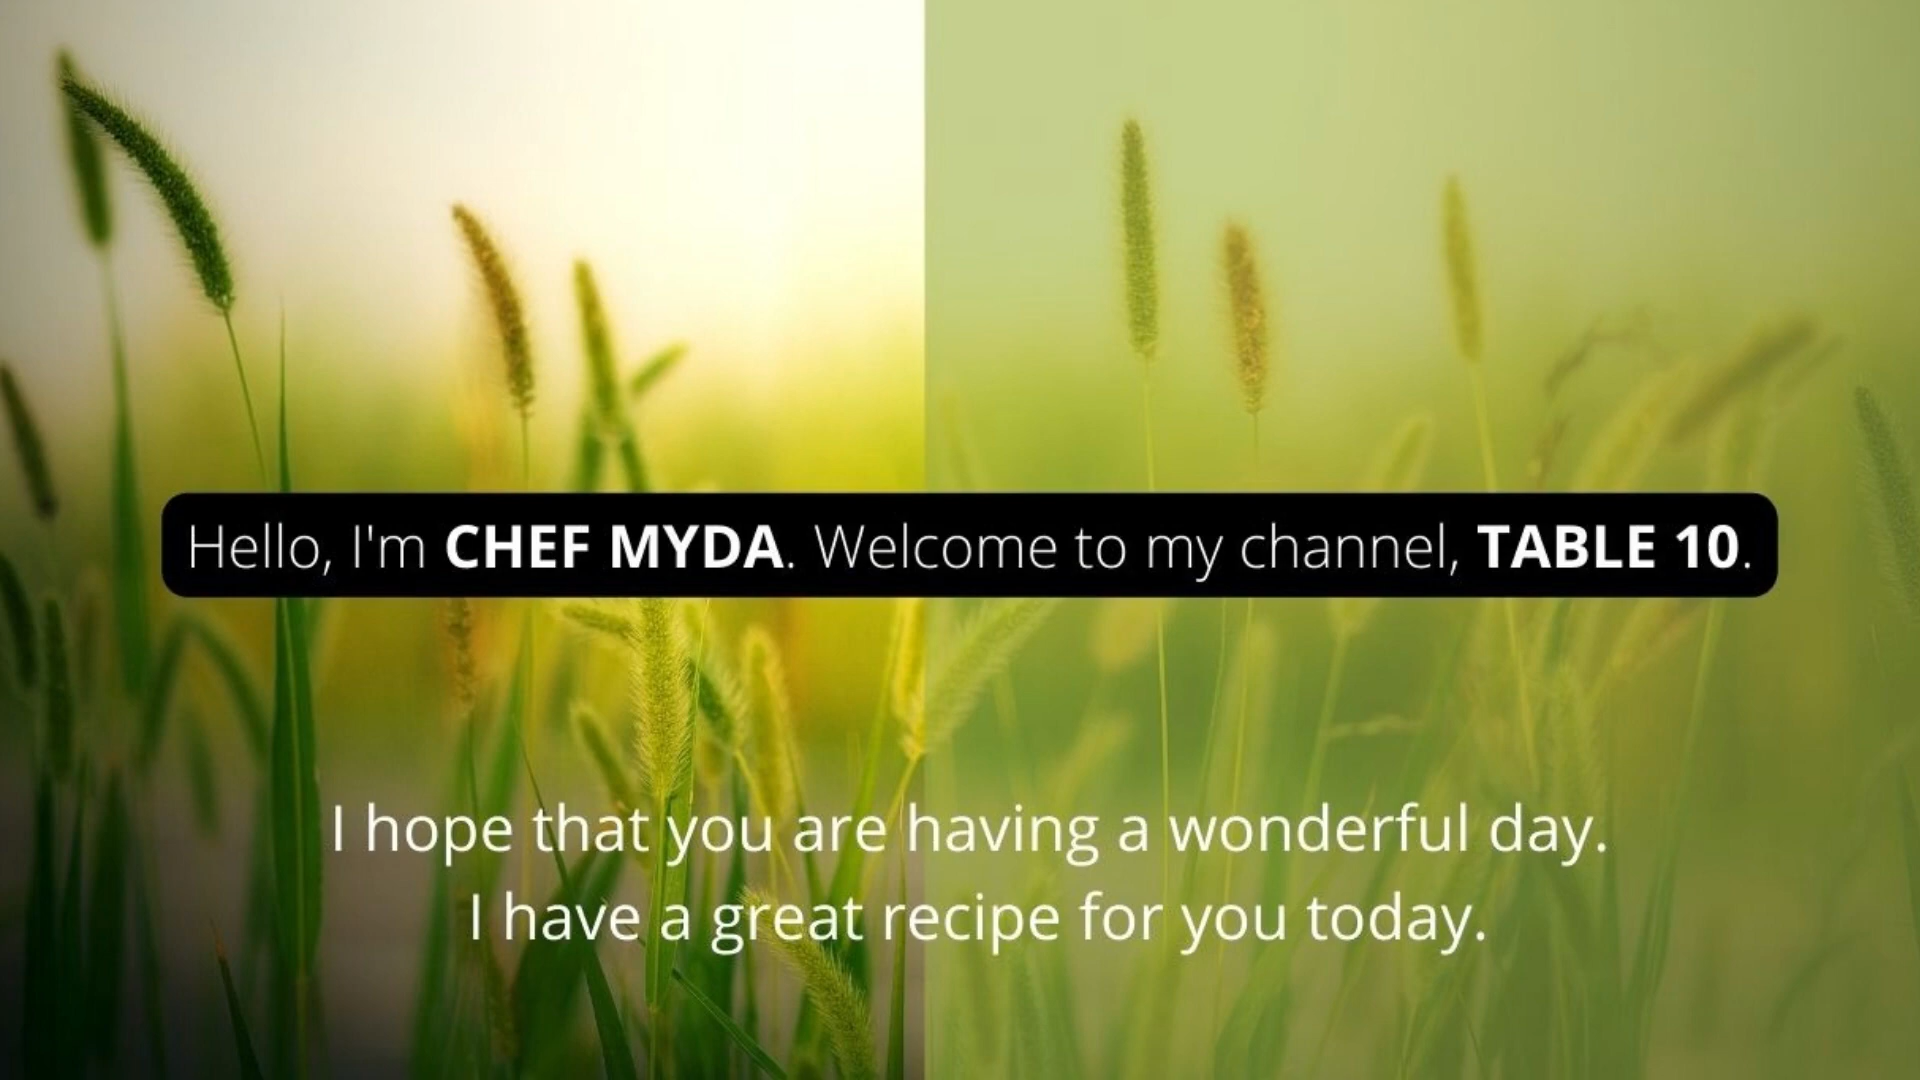 Hello, I'm CHEF MYDA. Welcome to my channel, TABLE 10.
I hope that you are having a wonderful day.
I have a great recipe for you today.